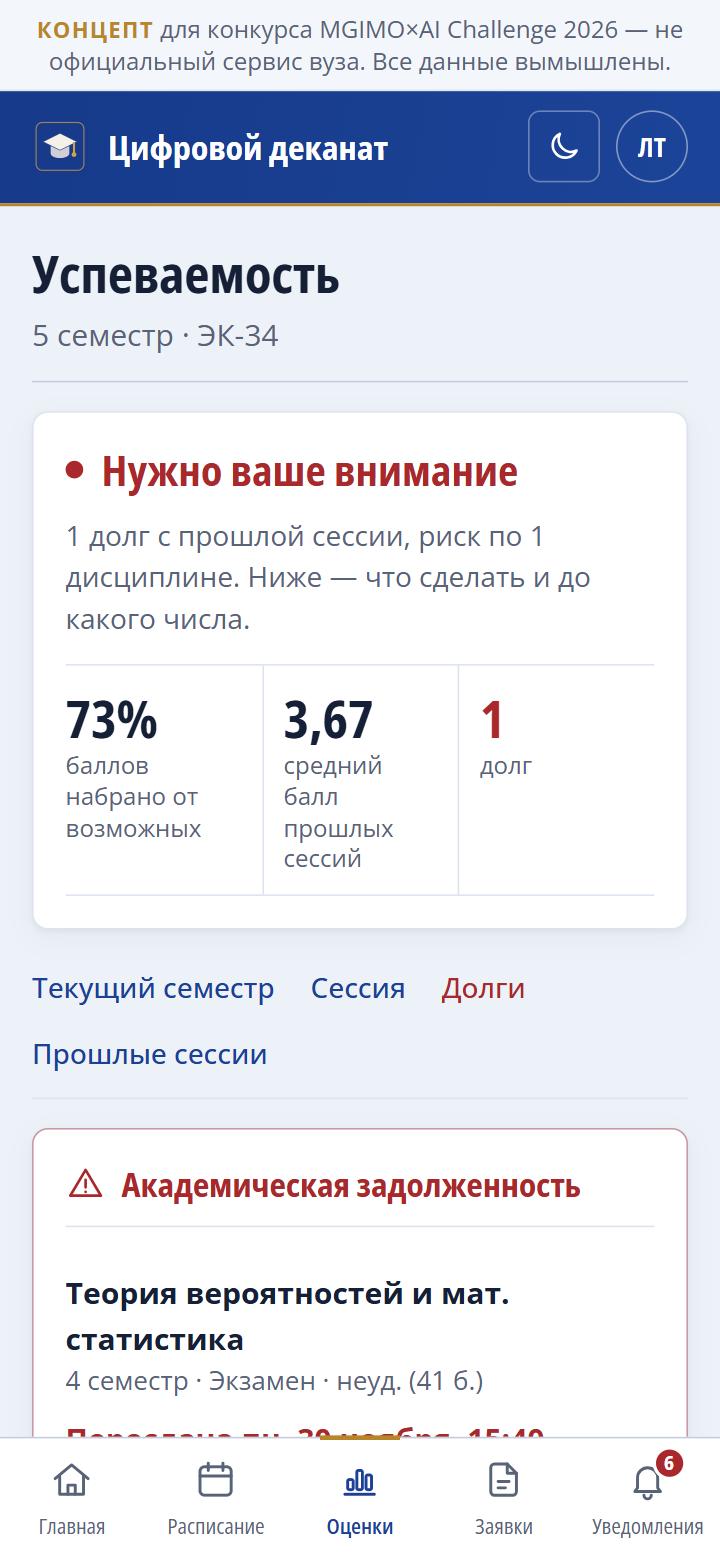 КОНЦЕПТ для конкурса MGIMO×AI Challenge 2026 — не
официальный сервис вуза. Все данные вымышлены.
Цифровой деканат
ЛТ
Успеваемость
5 семестр · ЭК-34
Нужно ваше внимание
1 долг с прошлой сессии, риск по 1
дисциплине. Ниже — что сделать и до
какого числа.
73%
баллов
набрано от
возможных
3,67
средний
балл
прошлых
сессий
1
долг
Текущий семестр Сессия Долги
Прошлые сессии
Академическая задолженность
Теория вероятностей и мат.
статистика
4 семестр · Экзамен · неуд. (41 б.)
6
Главная Расписание Оценки Заявки Уведомления